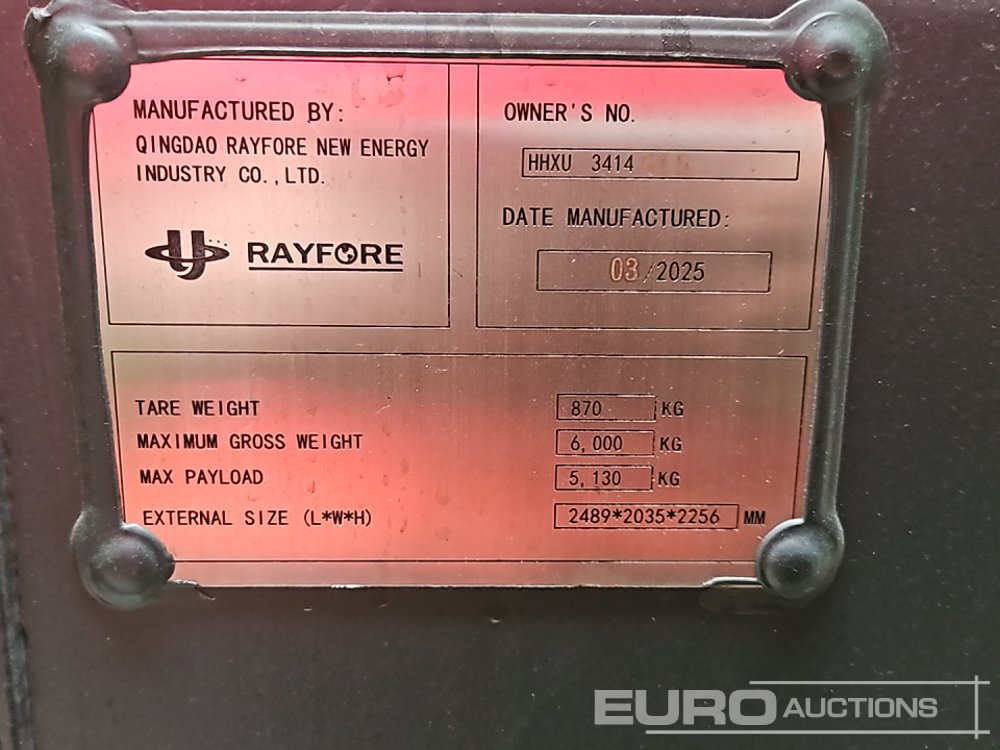 MANUFACTURED BY:
QINGDAO RAYFORE NEW ENERGY
INDUSTRY CO.,LTD.
RAYFORE
OWNER'S NO.
HHXU 3414
DATE MANUFACTURED:
03/2025
TARE WEIGHT 870 KG
MAXIMUM GROSS WEIGHT 6,000 KG
MAX PAYLOAD 5,130 KG
EXTERNAL SIZE (L*W*H) 2489*2035*2256 MM
EURO AUCTIONS